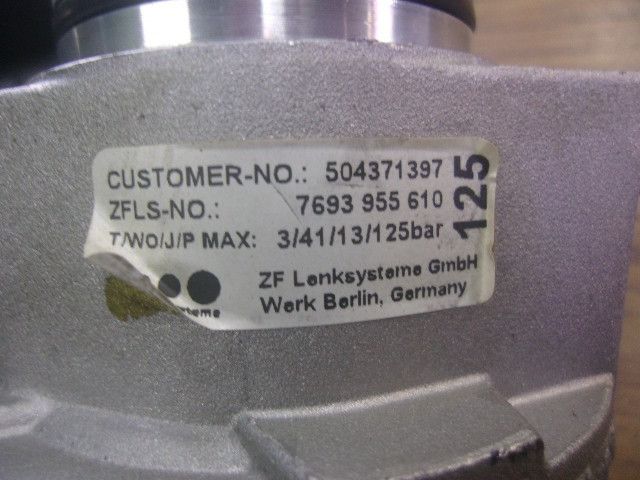 CUSTOMER-NO.: 504371397
ZFLS-NO.: 7693 955 610
T/WO/J/P MAX: 3/41/13/125bar
125
ZF Lenksysteme GmbH
Werk Berlin, Germany